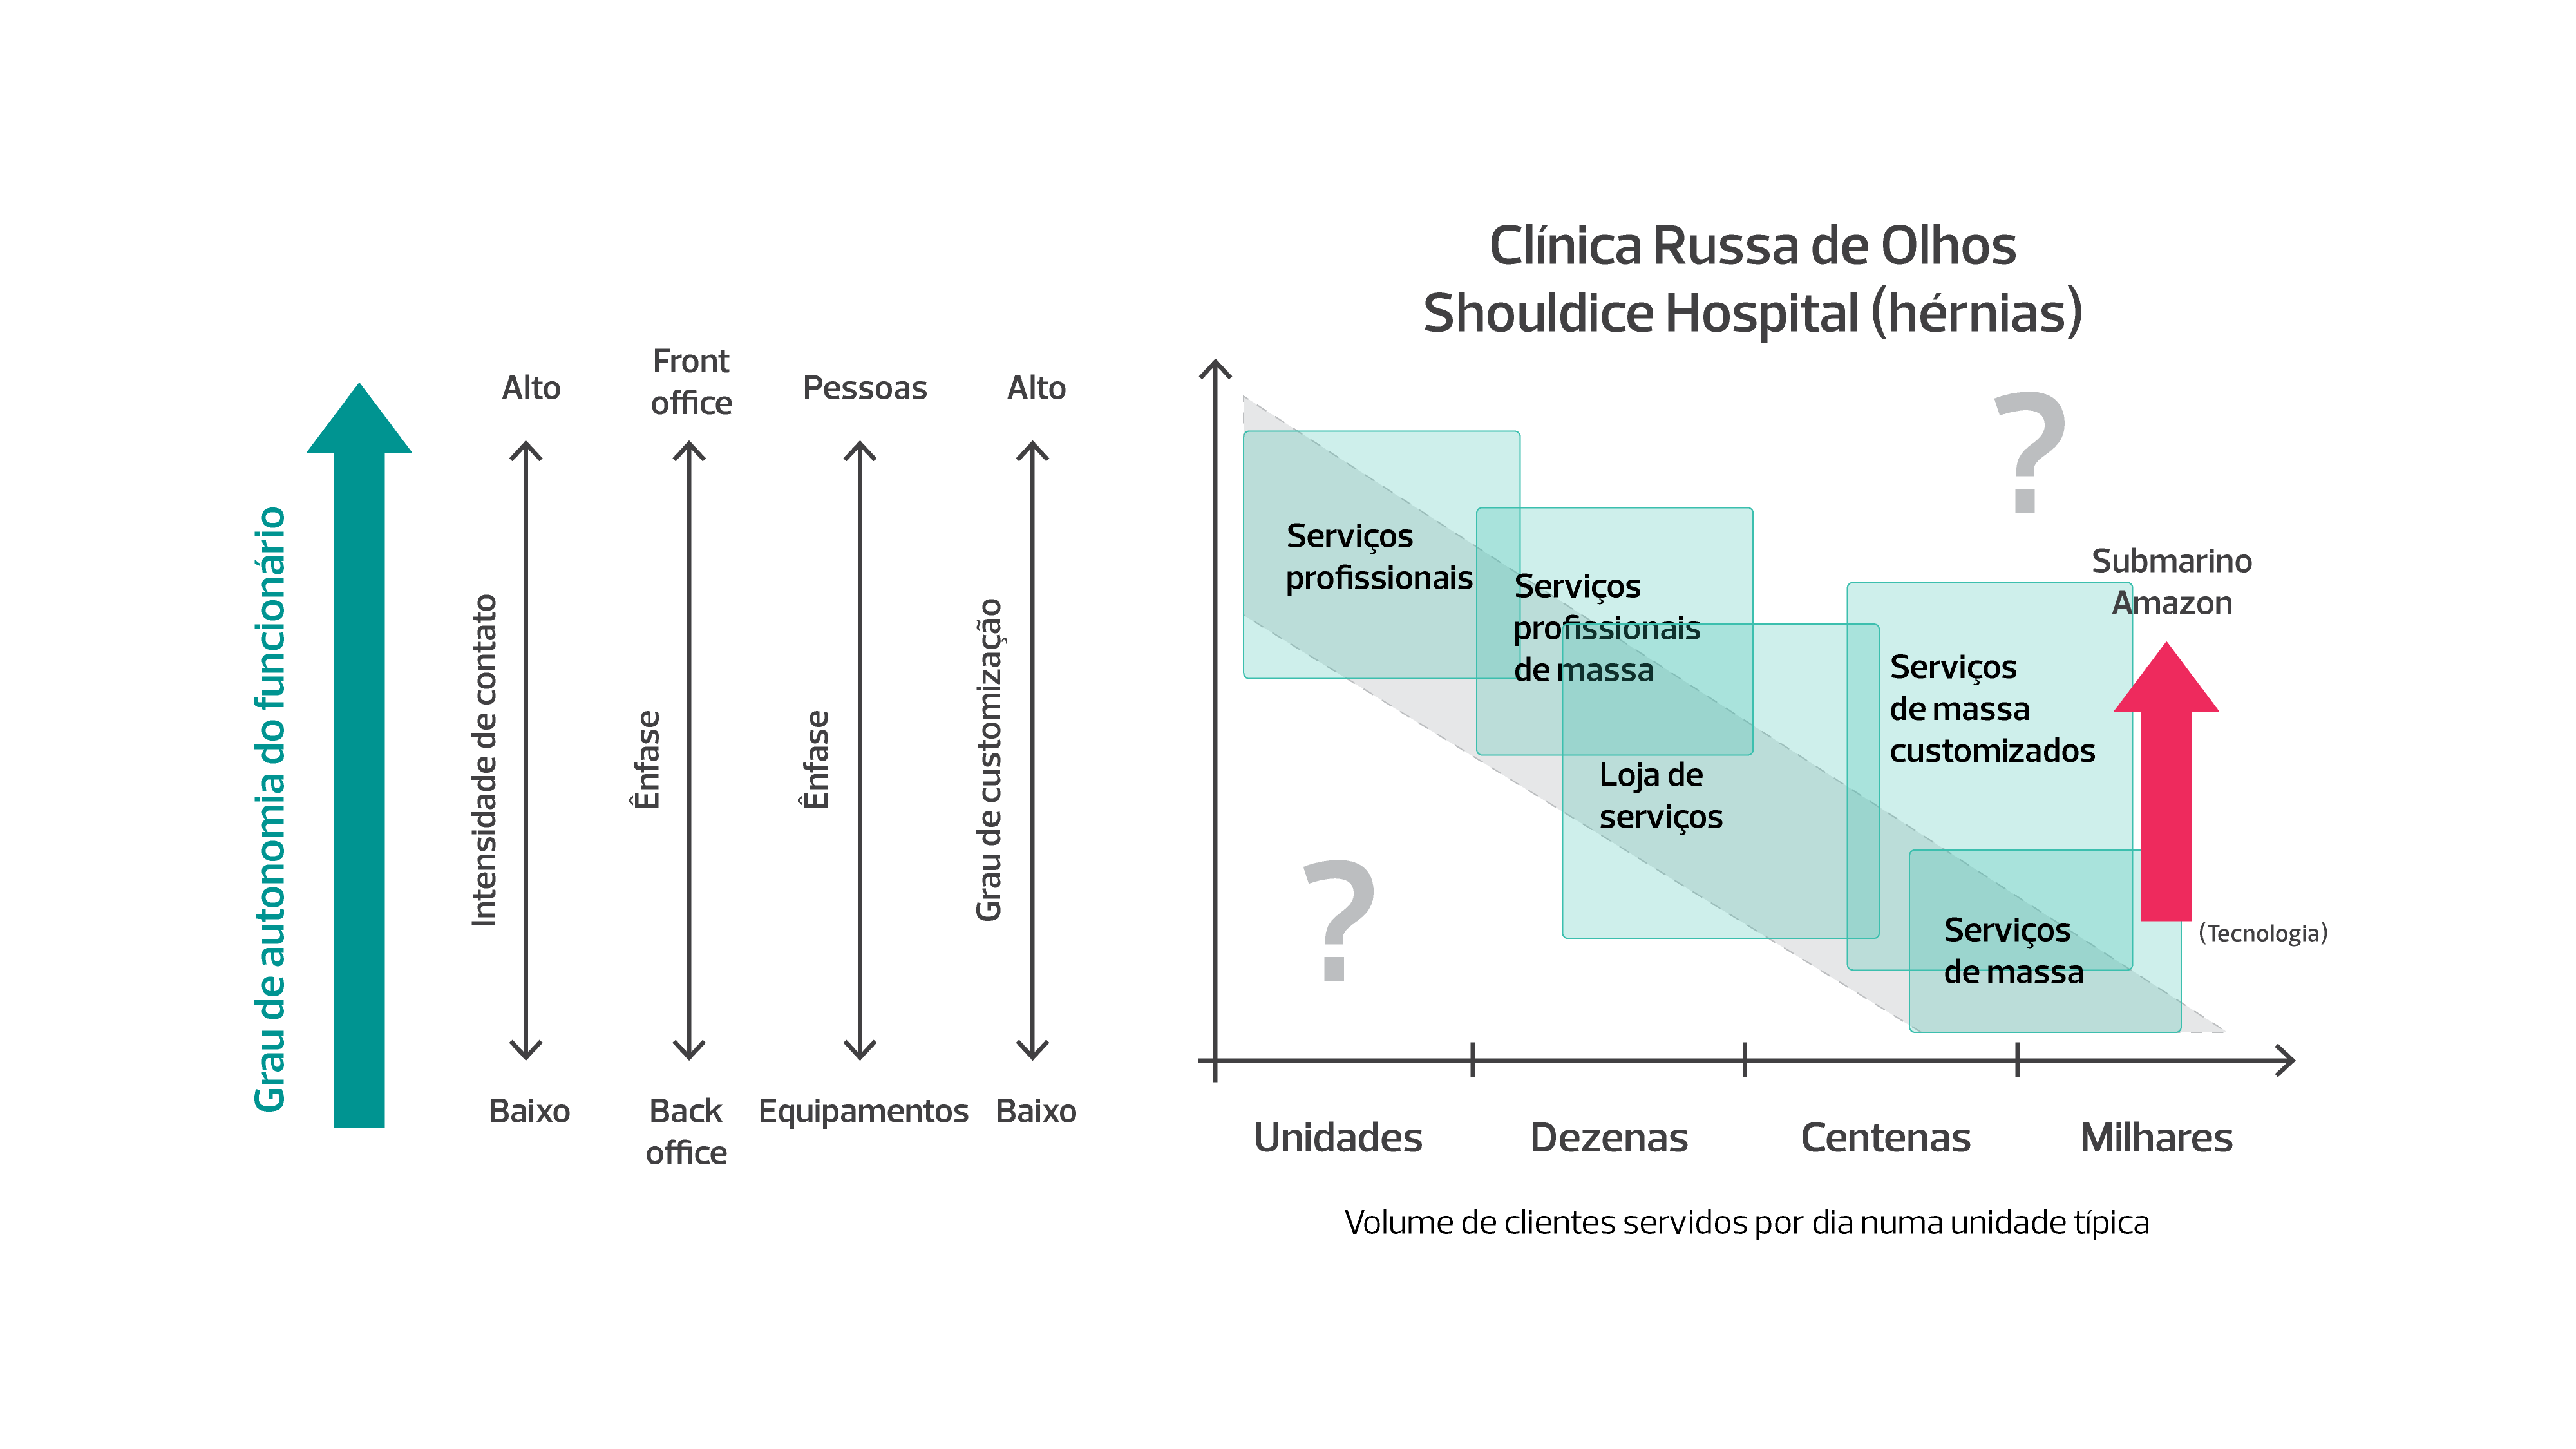 Grau de autonomia do funcionário
Alto
Intensidade de contato
Baixo
Front
office
Ênfase
Back
office
Pessoas
Ênfase
Equipamentos
Alto
Grau de customização
Baixo
Clínica Russa de Olhos
Shouldice Hospital (hérnias)
?
Serviços
profissionais
Serviços
profissionais
de massa
Loja de
serviços
Submarino
Amazon
Serviços
de massa
customizados
?
Serviços
de massa
(Tecnologia)
Unidades
Dezenas
Centenas
Milhares
Volume de clientes servidos por dia numa unidade típica